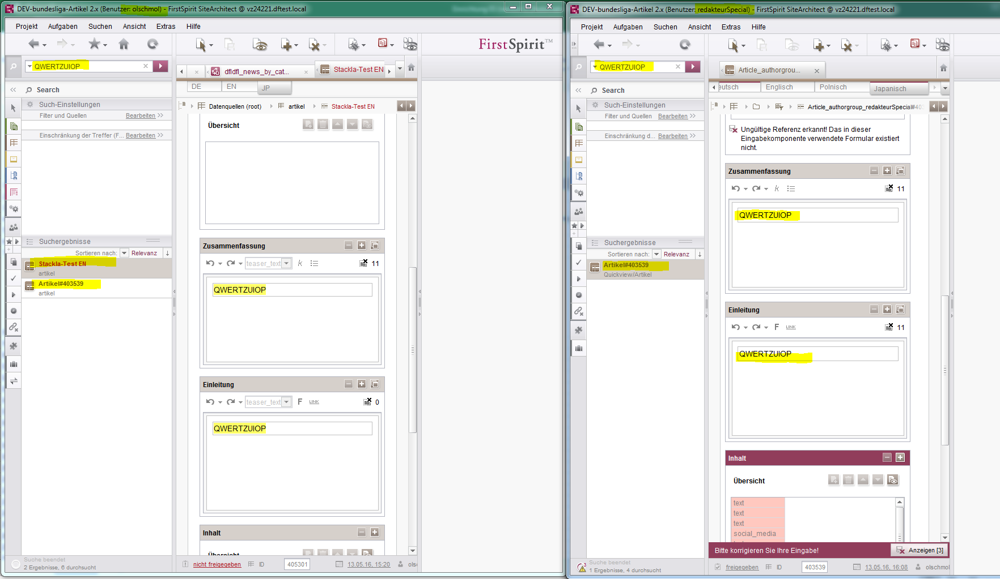 DEV-bundesliga-Artikel 2.x (Benutzer: olschmol) - FirstSpirit SiteArchitect @ vz24221.dftest.local
Projekt Aufgaben Suchen Ansicht Extras Hilfe
FirstSpirit™
QWERTZUIOP
dfldfl_news_by_cat...
Stackla-Test EN
Search
DE EN JP
Such-Einstellungen
Datenquellen (root) artikel Stackla-Test EN
Filter und Quellen Bearbeiten >>
Einschränkung der Treffer (F... Bearbeiten >>
Übersicht
Suchergebnisse
Sortieren nach: Relevanz
Stackla-Test EN
artikel
Artikel#403539
artikel
Zusammenfassung
teaser_text k 11
QWERTZUIOP
Einleitung
teaser_text F LINK 0
QWERTZUIOP
Inhalt
Übersicht
Suche beendet
2 Ergebnisse, 6 durchsucht
nicht freigegeben ID 405301 13.05.16, 15:20 olsc
DEV-bundesliga-Artikel 2.x (Benutzer: redakteurSpecial) - FirstSpirit SiteArchitect @ vz24221.dftest.local
Projekt Aufgaben Suchen Ansicht Extras Hilfe
QWERTZUIOP
Article_authorgrou...
Search
eutsch Englisch Polnisch Japanisch
Such-Einstellungen
Article_authorgroup_redakteurSpecial#403
Filter und Quellen Bearbeiten >>
Einschränkung d... Bearbeiten >>
Ungültige Referenz erkannt! Das in dieser
Eingabekomponente verwendete Formular existiert
nicht.
Suchergebnisse
Sortieren nach: Relevanz
Artikel#403539
Quickview/Artikel
Zusammenfassung
k 11
QWERTZUIOP
Einleitung
F LINK 11
QWERTZUIOP
Inhalt
Übersicht
text
text
text
social_media
Bitte korrigieren Sie Ihre Eingabe! Anzeigen [3]
Suche beendet
1 Ergebnisse, 4 durchsucht
3
freigegeben ID 403539 13.05.16, 16:08 olschmol